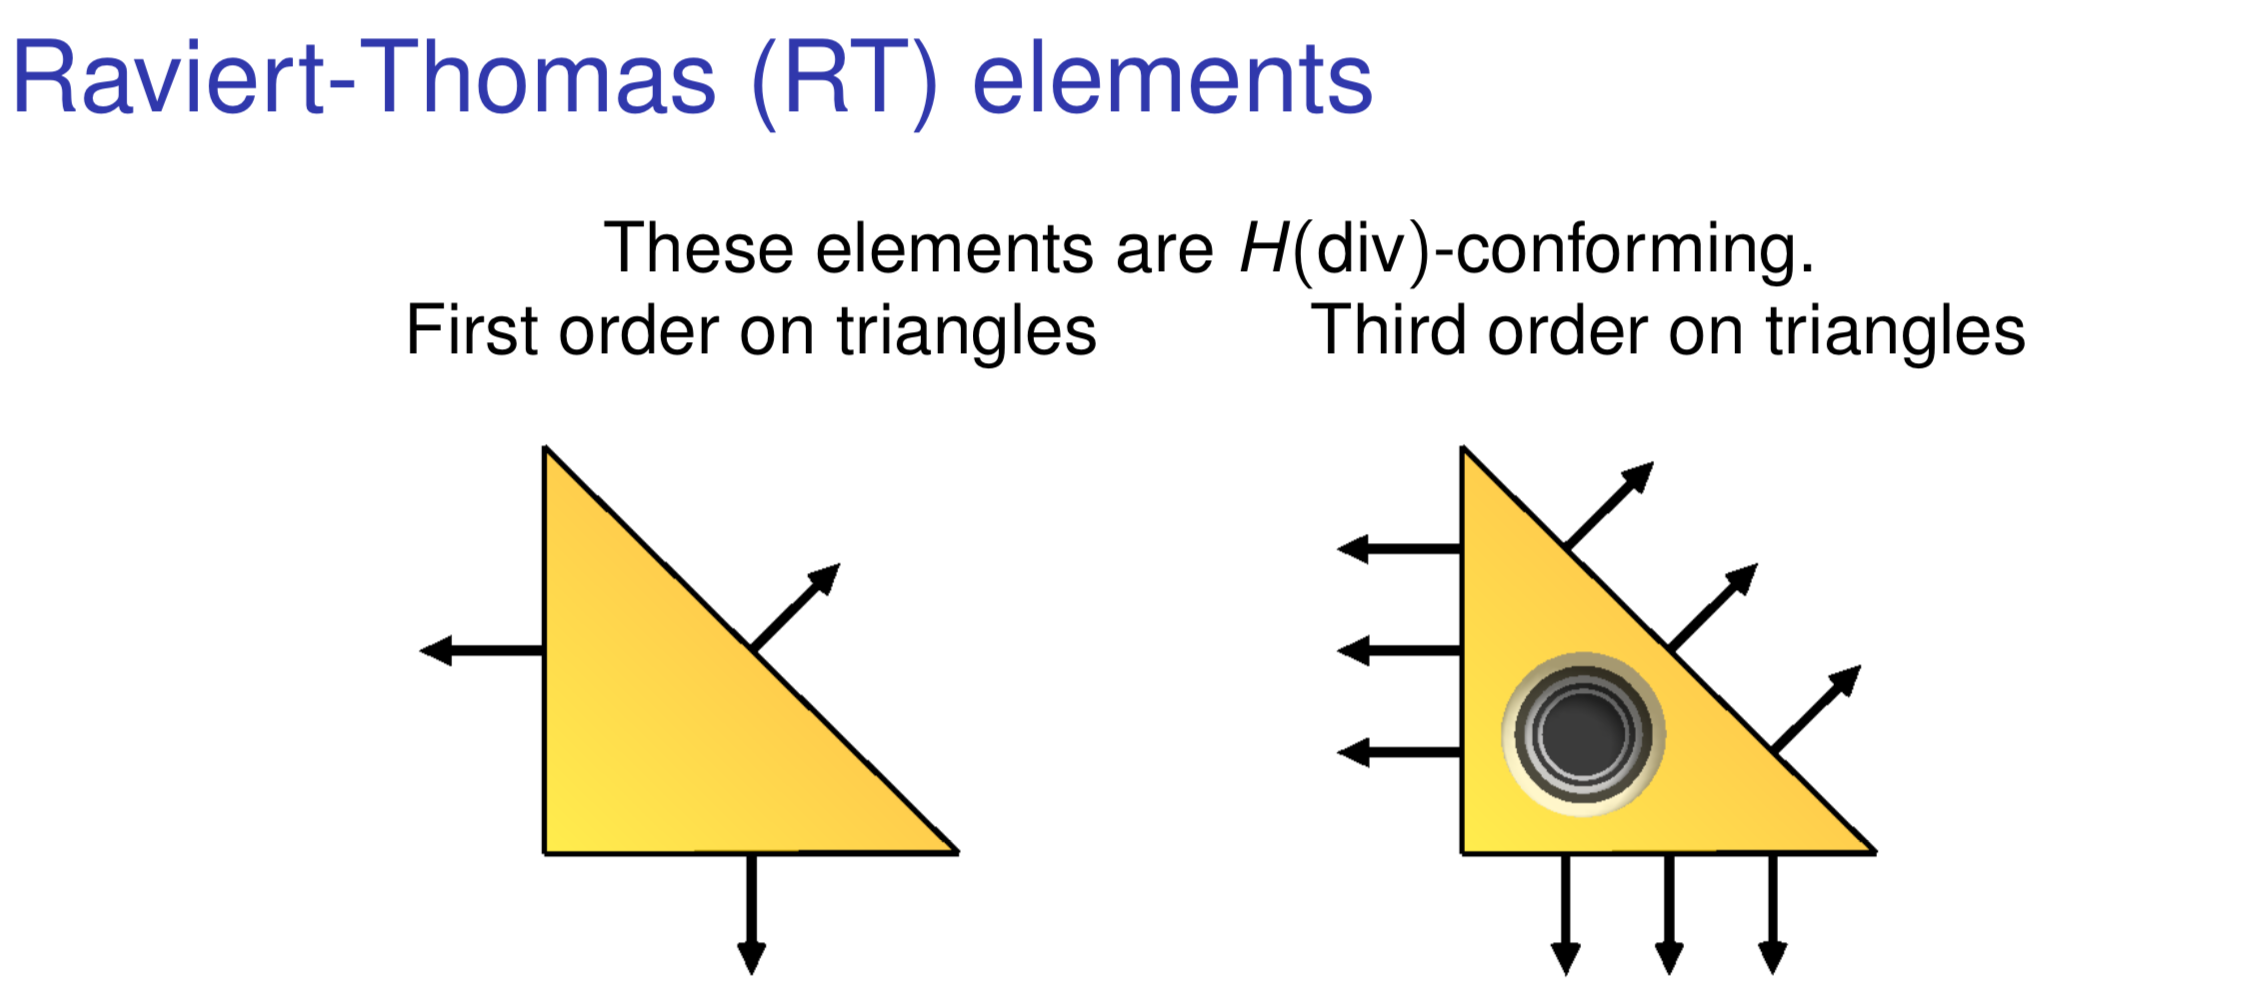 Raviert-Thomas (RT) elements
These elements are H(div)-conforming.
First order on triangles
Third order on triangles